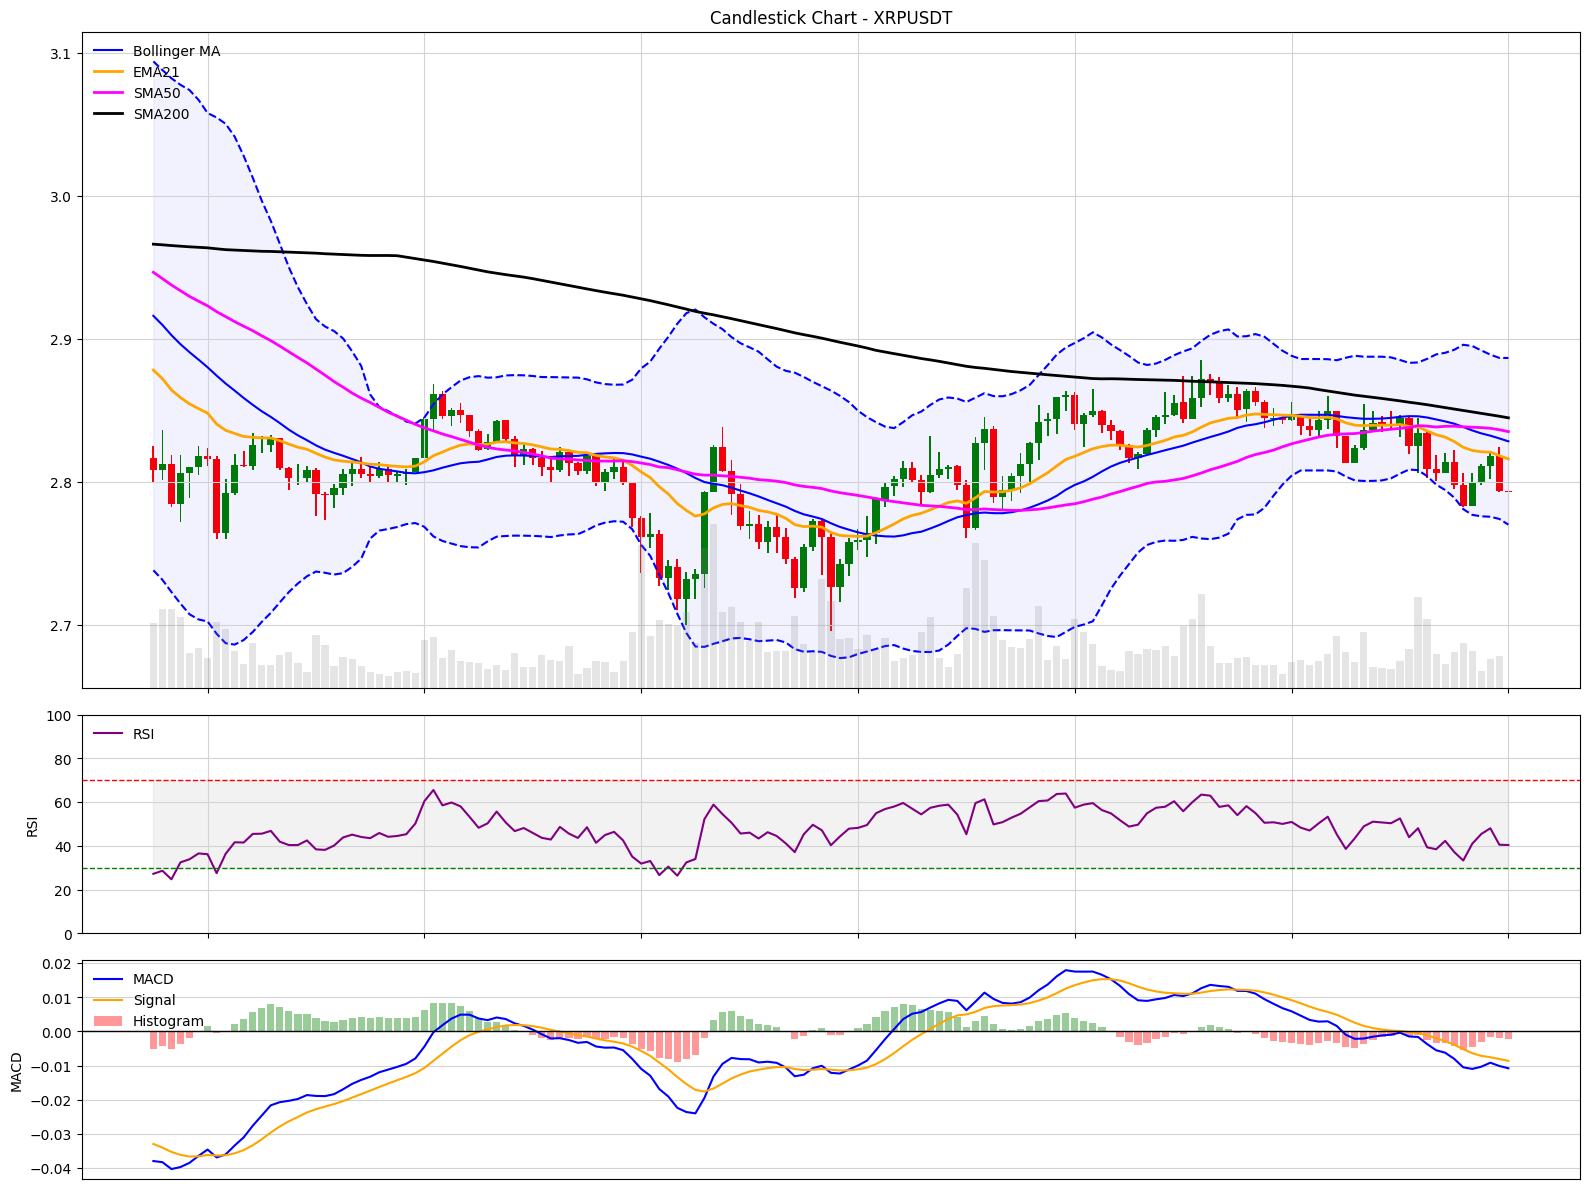 Candlestick Chart - XRPUSDT
Bollinger MA
EMA21
SMA50
SMA200
3.1
3.0
2.9
2.8
2.7
RSI
100
80
60
40
20
0
RSI
MACD
Signal
Histogram
0.02
0.01
0.00
−0.01
−0.02
−0.03
−0.04
MACD